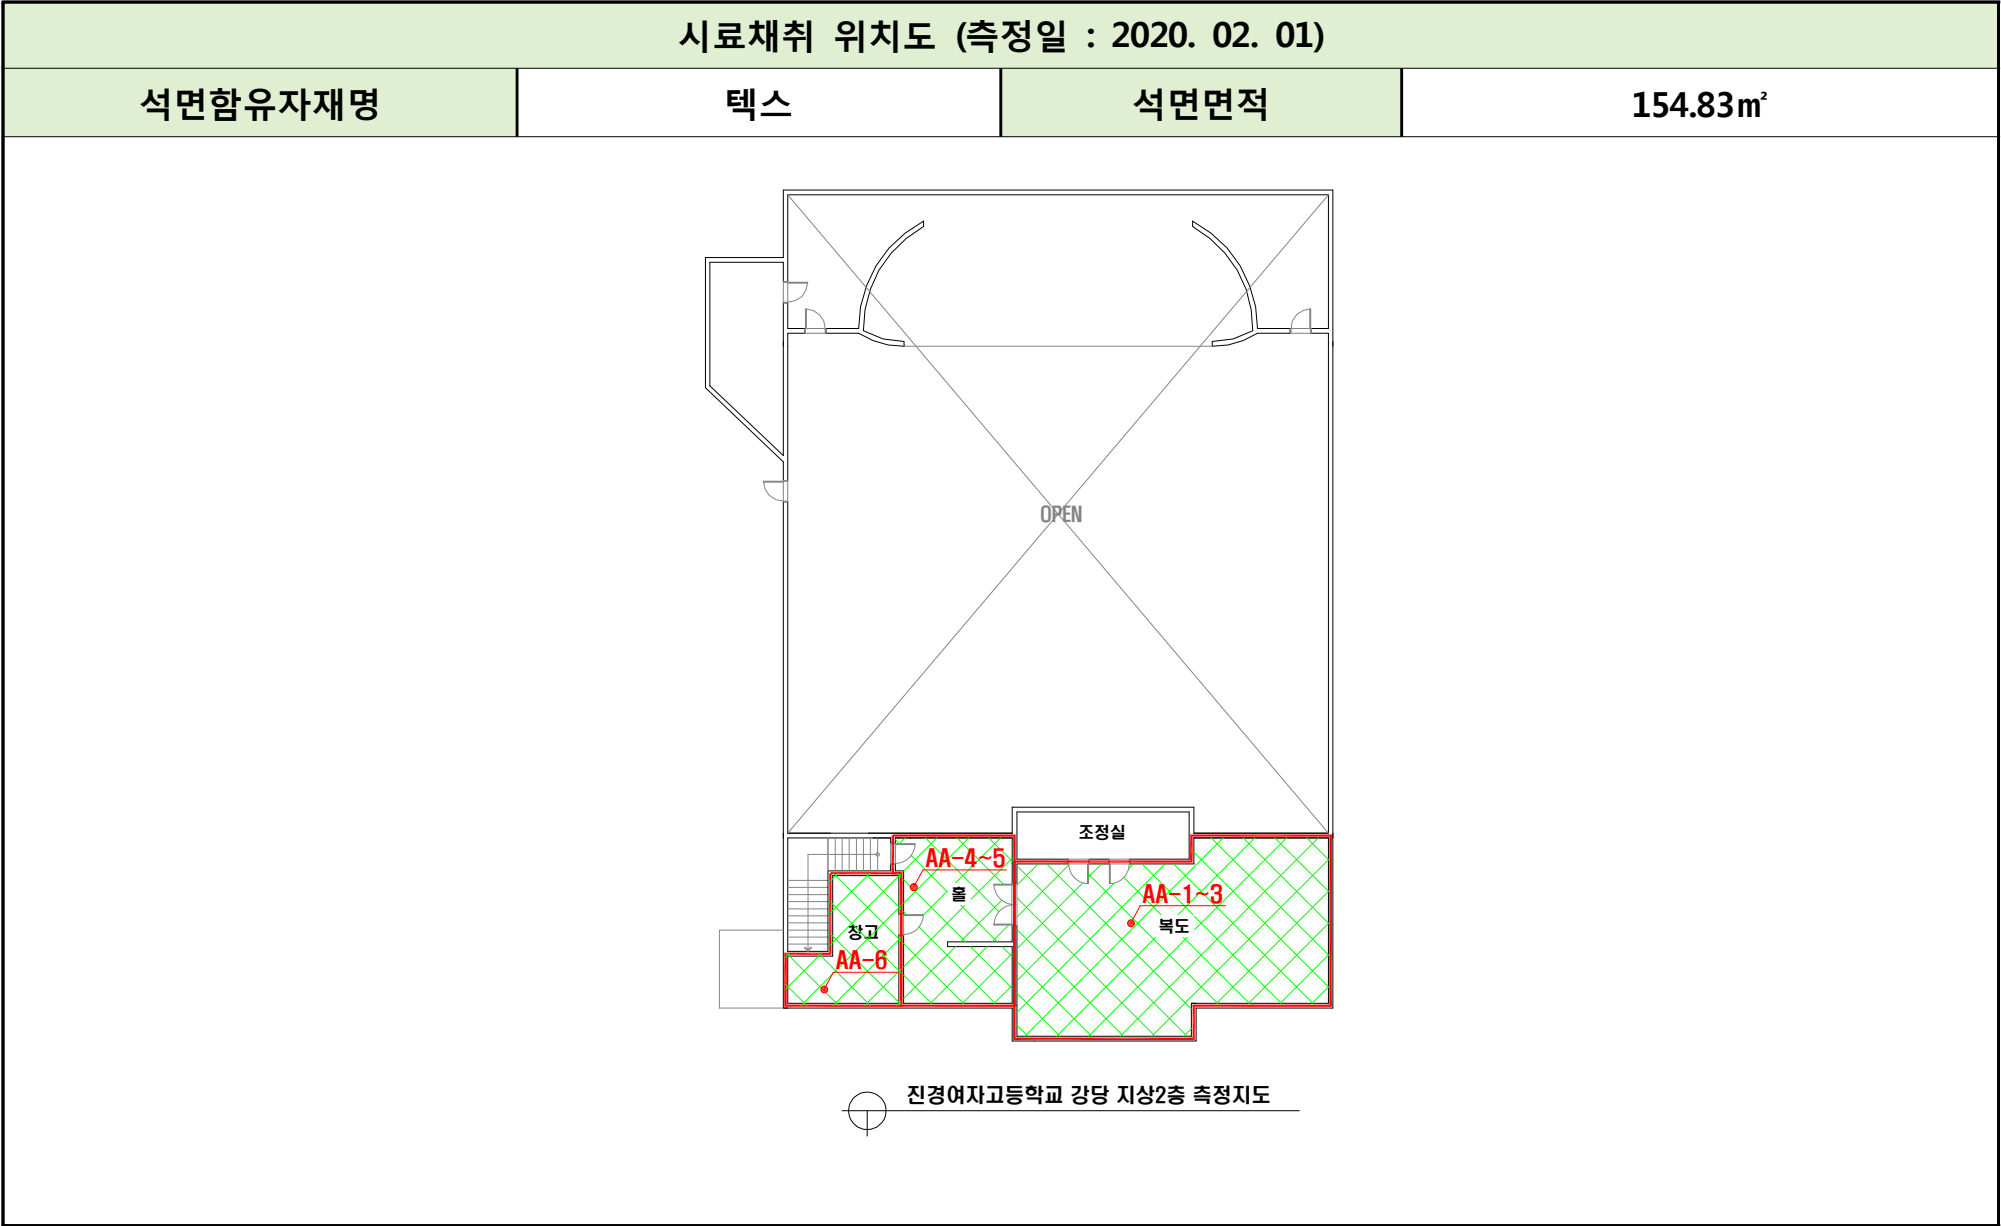 시료채취 위치도 (측정일 : 2020. 02. 01)
석면함유자재명 텍스 석면면적 154.83㎡
OPEN
조정실
AA-4~5
홀
AA-1~3
복도
창고
AA-6
진경여자고등학교 강당 지상2층 측정지도